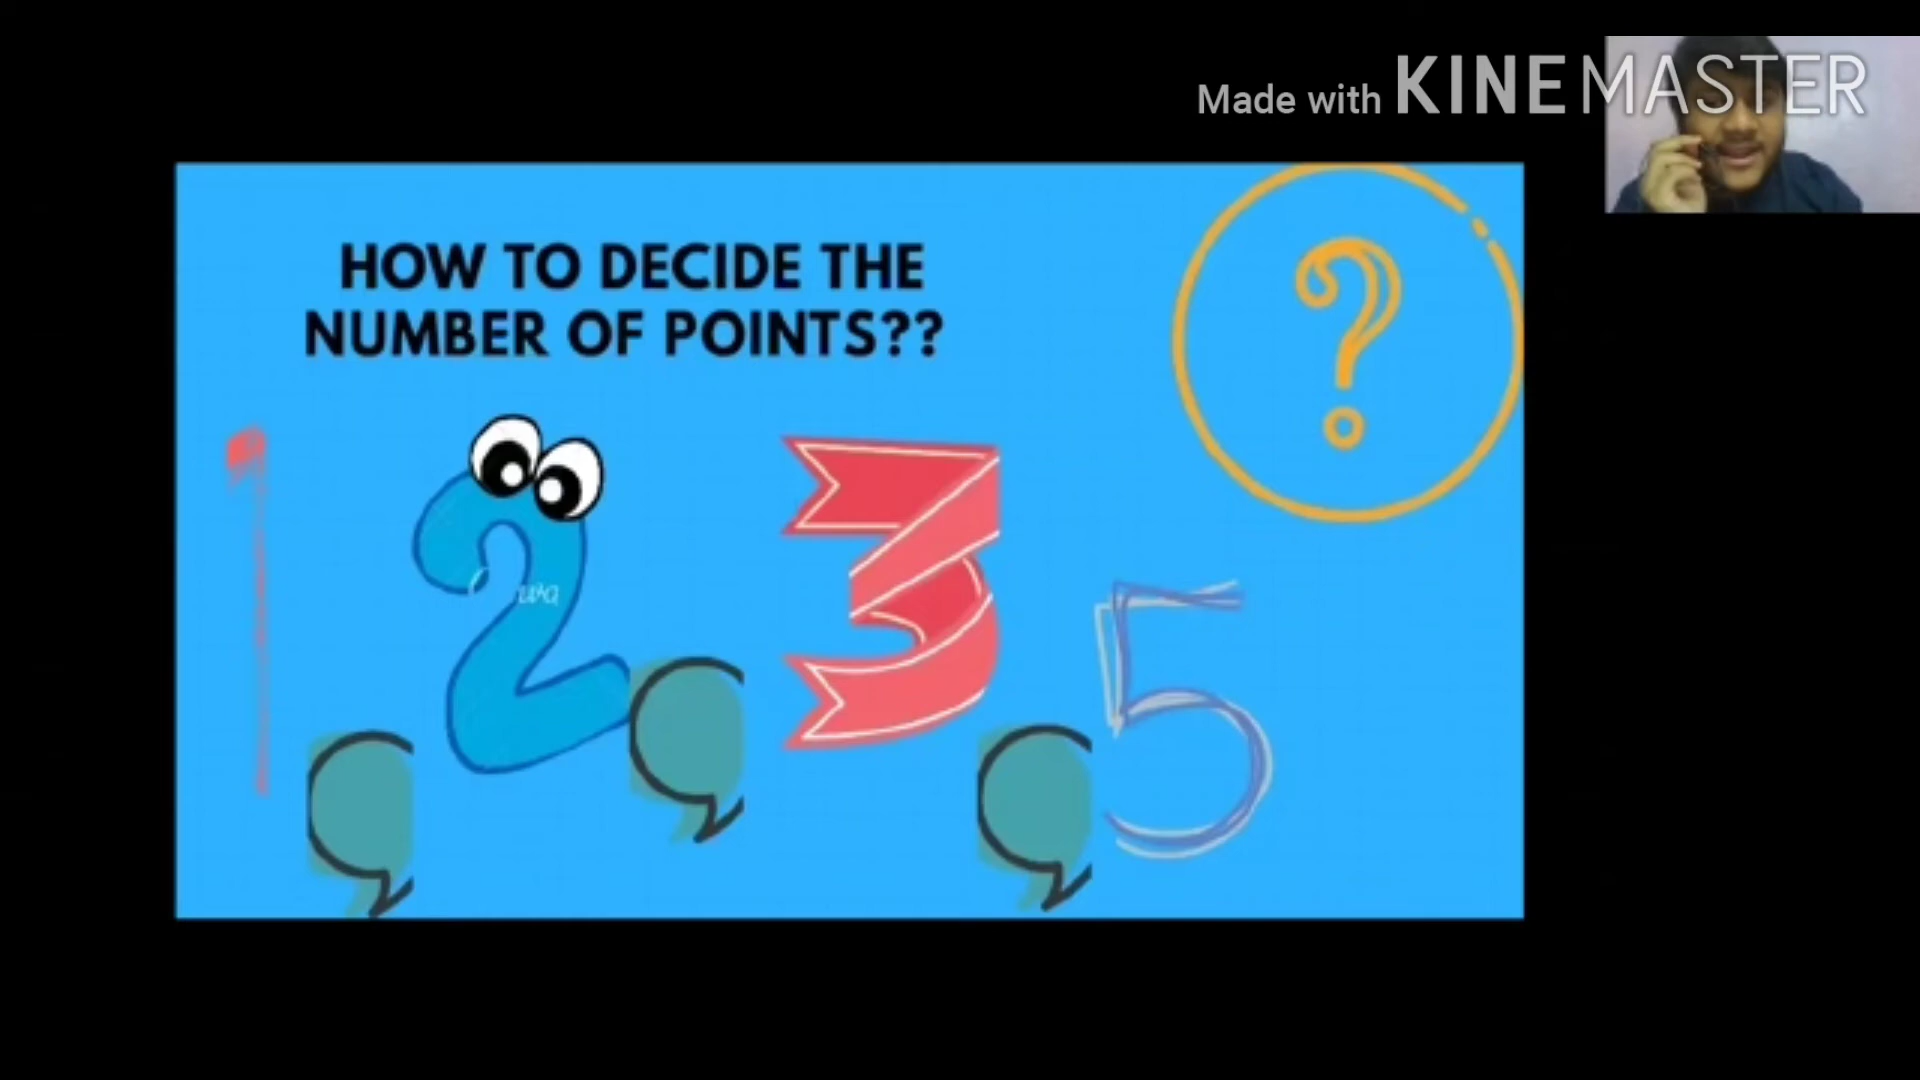 Made with KINEMASTER
HOW TO DECIDE THE
NUMBER OF POINTS??
?
1 2 3 5